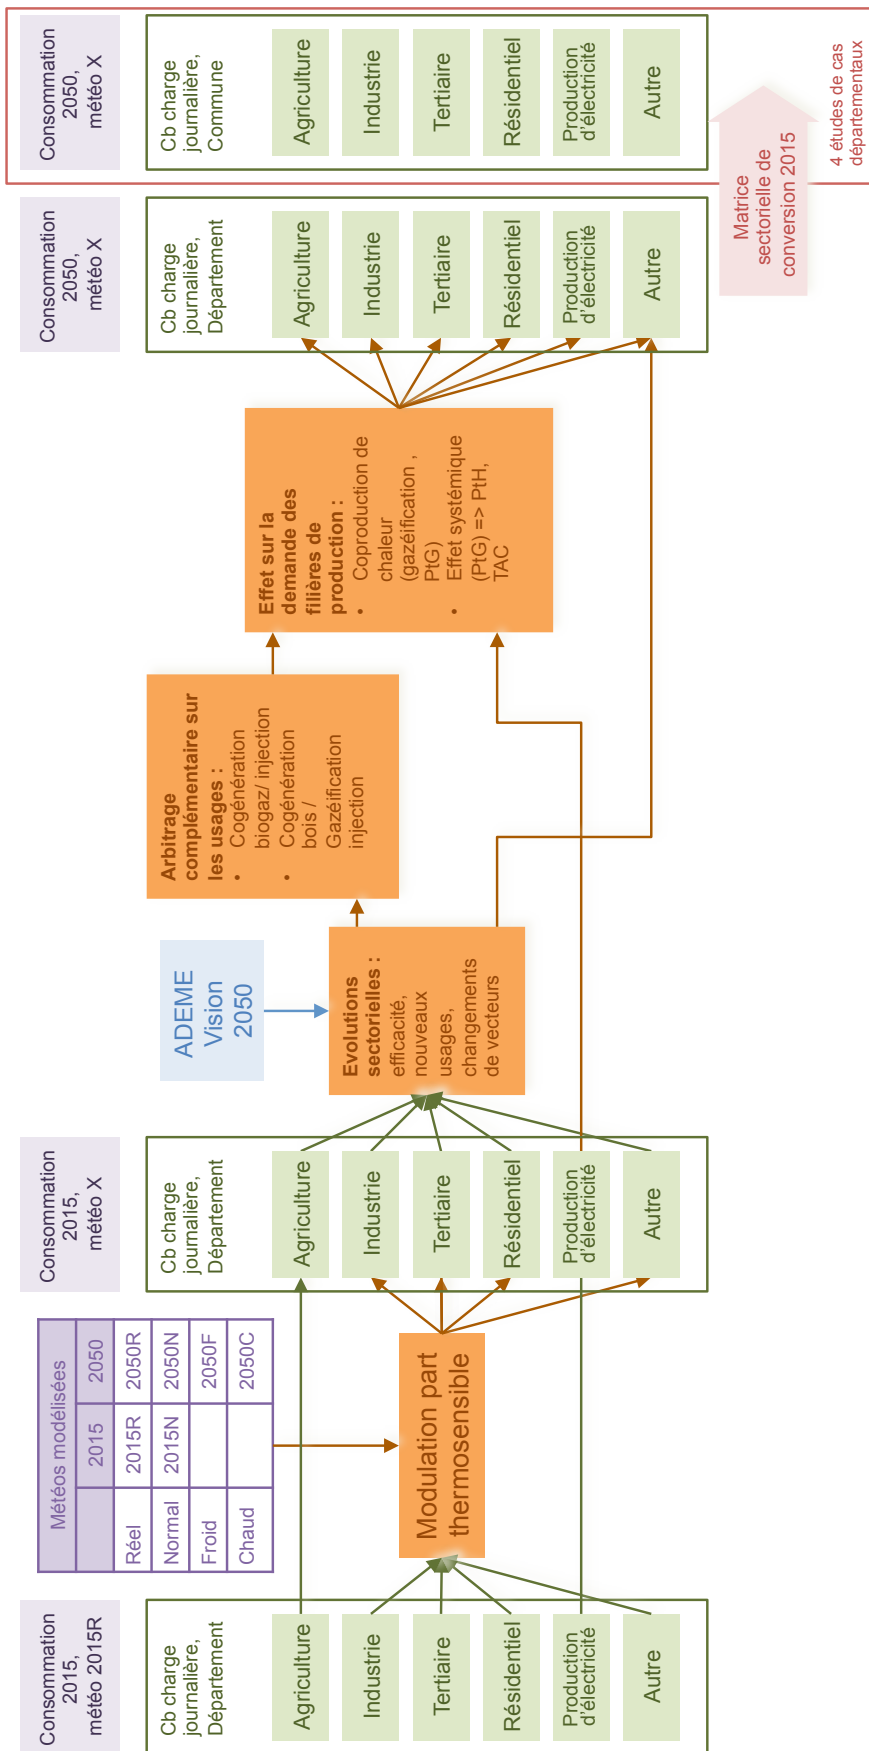 Consommation
2015,
météo 2015R
Cb charge
journalière,
Département
Agriculture
Industrie
Tertiaire
Résidentiel
Production
d'électricité
Autre
Météos modélisées
2015
2050
Réel
2015R
2050R
Normal
2015N
2050N
Froid
2050F
Chaud
2050C
Modulation part
thermosensible
Consommation
2015,
météo X
Cb charge
journalière,
Département
Agriculture
Industrie
Tertiaire
Résidentiel
Production
d'électricité
Autre
ADEME
Vision
2050
Evolutions
sectorielles :
efficacité,
nouveaux
usages,
changements
de vecteurs
Arbitrage
complémentaire sur
les usages :
• Cogénération
biogaz/ injection
• Cogénération
bois /
Gazéification
injection
Effet sur la
demande des
filières de
production :
• Coproduction de
chaleur
(gazéification ,
PtG)
• Effet systémique
(PtG) => PtH,
TAC
Consommation
2050,
météo X
Cb charge
journalière,
Département
Agriculture
Industrie
Tertiaire
Résidentiel
Production
d'électricité
Autre
Matrice
sectorielle de
conversion 2015
Consommation
2050,
météo X
Cb charge
journalière,
Commune
Agriculture
Industrie
Tertiaire
Résidentiel
Production
d'électricité
Autre
4 études de cas
départementaux